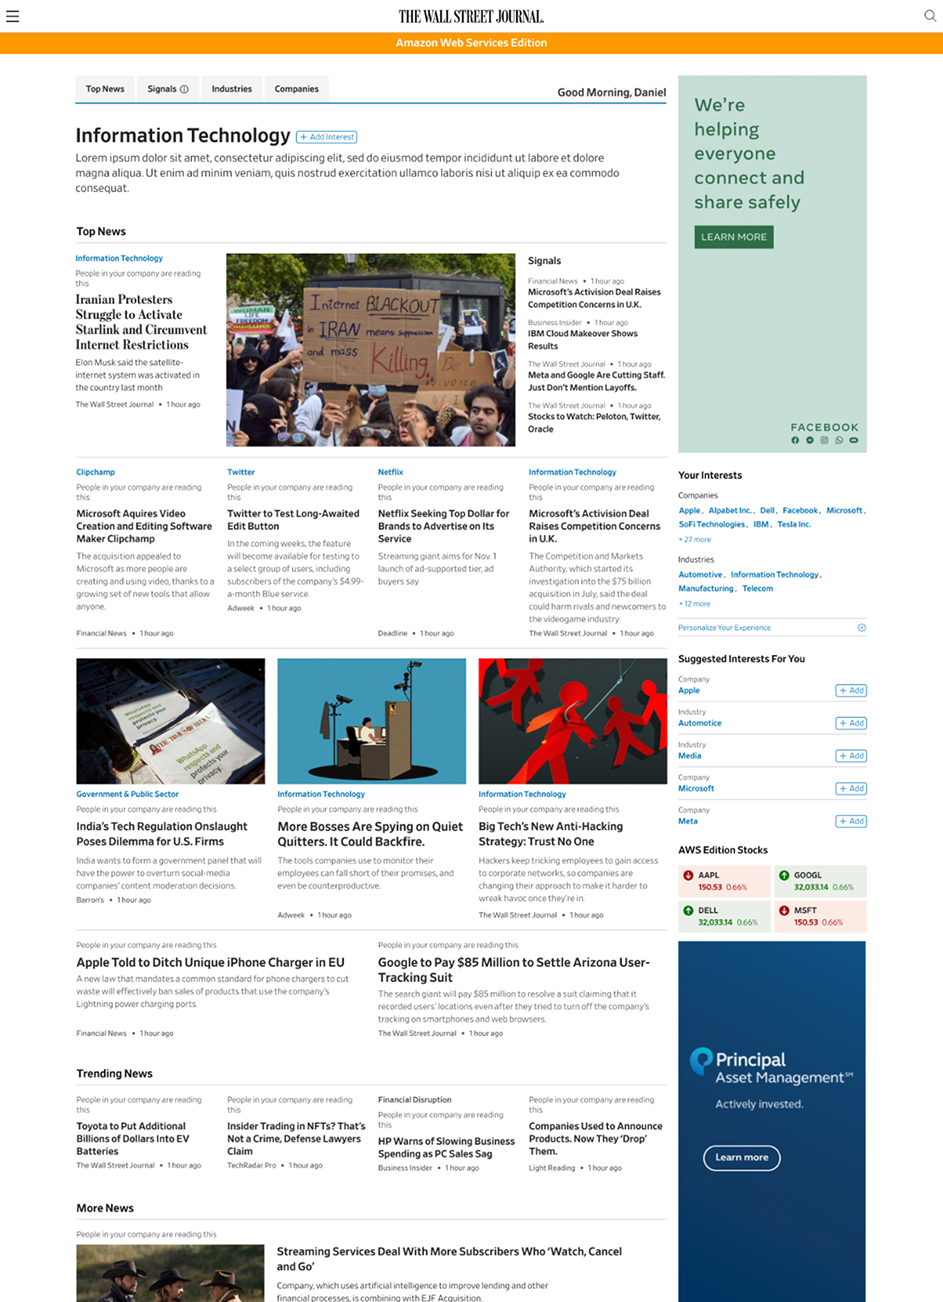 THE WALL STREET JOURNAL.
Amazon Web Services Edition
Top News
Signals
Industries
Companies
Good Morning, Daniel
Information Technology
+ Add Interest
Lorem ipsum dolor sit amet, consectetur adipiscing elit, sed do eiusmod tempor incididunt ut labore et dolore
magna aliqua. Ut enim ad minim veniam, quis nostrud exercitation ullamco laboris nisi ut aliquip ex ea commodo
consequat.
Top News
Information Technology
People in your company are reading
this
Iranian Protesters
Struggle to Activate
Starlink and Circumvent
Internet Restrictions
Elon Musk said the satellite-
internet system was activated in
the country last month
The Wall Street Journal • 1 hour ago
WOMAN
LIFE
FREEDOM
Internet BLACKOUT
in IRAN means suppression
and mass Killing.
Be
voice
Signals
Financial News • 1 hour ago
Microsoft's Activision Deal Raises
Competition Concerns in U.K.
Business Insider • 1 hour ago
IBM Cloud Makeover Shows
Results
The Wall Street Journal • 1 hour ago
Meta and Google Are Cutting Staff.
Just Don't Mention Layoffs.
The Wall Street Journal • 1 hour ago
Stocks to Watch: Peloton, Twitter,
Oracle
Clipchamp
People in your company are reading
this
Microsoft Aquires Video
Creation and Editing Software
Maker Clipchamp
The acquisition appealed to
Microsoft as more people are
creating and using video, thanks to a
growing set of new tools that allow
anyone.
Financial News • 1 hour ago
Twitter
People in your company are reading
this
Twitter to Test Long-Awaited
Edit Button
In the coming weeks, the feature
will become available for testing to
a select group of users, including
subscribers of the company's $4.99-
a-month Blue service.
Adweek • 1 hour ago
Netflix
People in your company are reading
this
Netflix Seeking Top Dollar for
Brands to Advertise on Its
Service
Streaming giant aims for Nov. 1
launch of ad-supported tier, ad
buyers say
Deadline • 1 hour ago
Information Technology
People in your company are reading
this
Microsoft's Activision Deal
Raises Competition Concerns
in U.K.
The Competition and Markets
Authority, which started its
investigation into the $75 billion
acquisition in July, said the deal
could harm rivals and newcomers to
the videogame industry.
The Wall Street Journal • 1 hour ago
WhatsApp
respects and
protects your
privacy.
Government & Public Sector
People in your company are reading this
India's Tech Regulation Onslaught
Poses Dilemma for U.S. Firms
India wants to form a government panel that will
have the power to overturn social-media
companies' content moderation decisions.
Barron's • 1 hour ago
Information Technology
People in your company are reading this
More Bosses Are Spying on Quiet
Quitters. It Could Backfire.
The tools companies use to monitor their
employees can fall short of their promises, and
even be counterproductive.
Adweek • 1 hour ago
Information Technology
People in your company are reading this
Big Tech's New Anti-Hacking
Strategy: Trust No One
Hackers keep tricking employees to gain access
to corporate networks, so companies are
changing their approach to make it harder to
wreak havoc once they're in.
The Wall Street Journal • 1 hour ago
People in your company are reading this
Apple Told to Ditch Unique iPhone Charger in EU
A new law that mandates a common standard for phone chargers to cut
waste will effectively ban sales of products that use the company's
Lightning power charging ports.
Financial News • 1 hour ago
People in your company are reading this
Google to Pay $85 Million to Settle Arizona User-
Tracking Suit
The search giant will pay $85 million to resolve a suit claiming that it
recorded users' locations even after they tried to turn off the company's
tracking on smartphones and web browsers.
The Wall Street Journal • 1 hour ago
Trending News
People in your company are reading
this
Toyota to Put Additional
Billions of Dollars Into EV
Batteries
The Wall Street Journal • 1 hour ago
People in your company are reading
this
Insider Trading in NFTs? That's
Not a Crime, Defense Lawyers
Claim
TechRadar Pro • 1 hour ago
Financial Disruption
People in your company are reading
this
HP Warns of Slowing Business
Spending as PC Sales Sag
Business Insider • 1 hour ago
People in your company are reading
this
Companies Used to Announce
Products. Now They 'Drop'
Them.
Light Reading • 1 hour ago
More News
People in your company are reading this
Streaming Services Deal With More Subscribers Who 'Watch, Cancel
and Go'
Company, which uses artificial intelligence to improve lending and other
financial processes, is combining with EJF Acquisition.
We're
helping
everyone
connect and
share safely
LEARN MORE
FACEBOOK
Your Interests
Companies
Apple, Alpabet Inc., Dell, Facebook, Microsoft,
SoFi Technologies, IBM, Tesla Inc.
+ 27 more
Industries
Automotive, Information Technology,
Manufacturing, Telecom
+ 12 more
Personalize Your Experience
Suggested Interests For You
Company
Apple
+ Add
Industry
Automotice
+ Add
Industry
Media
+ Add
Company
Microsoft
+ Add
Company
Meta
+ Add
AWS Edition Stocks
AAPL
150.53 0.66%
GOOGL
32,033.14 0.66%
DELL
32,033.14 0.66%
MSFT
150.53 0.66%
Principal
Asset Management℠
Actively invested.
Learn more